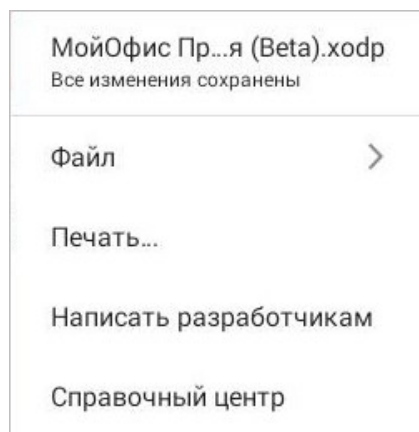 МойОфис Пр...я (Beta).xodp
Все изменения сохранены
Файл
Печать...
Написать разработчикам
Справочный центр